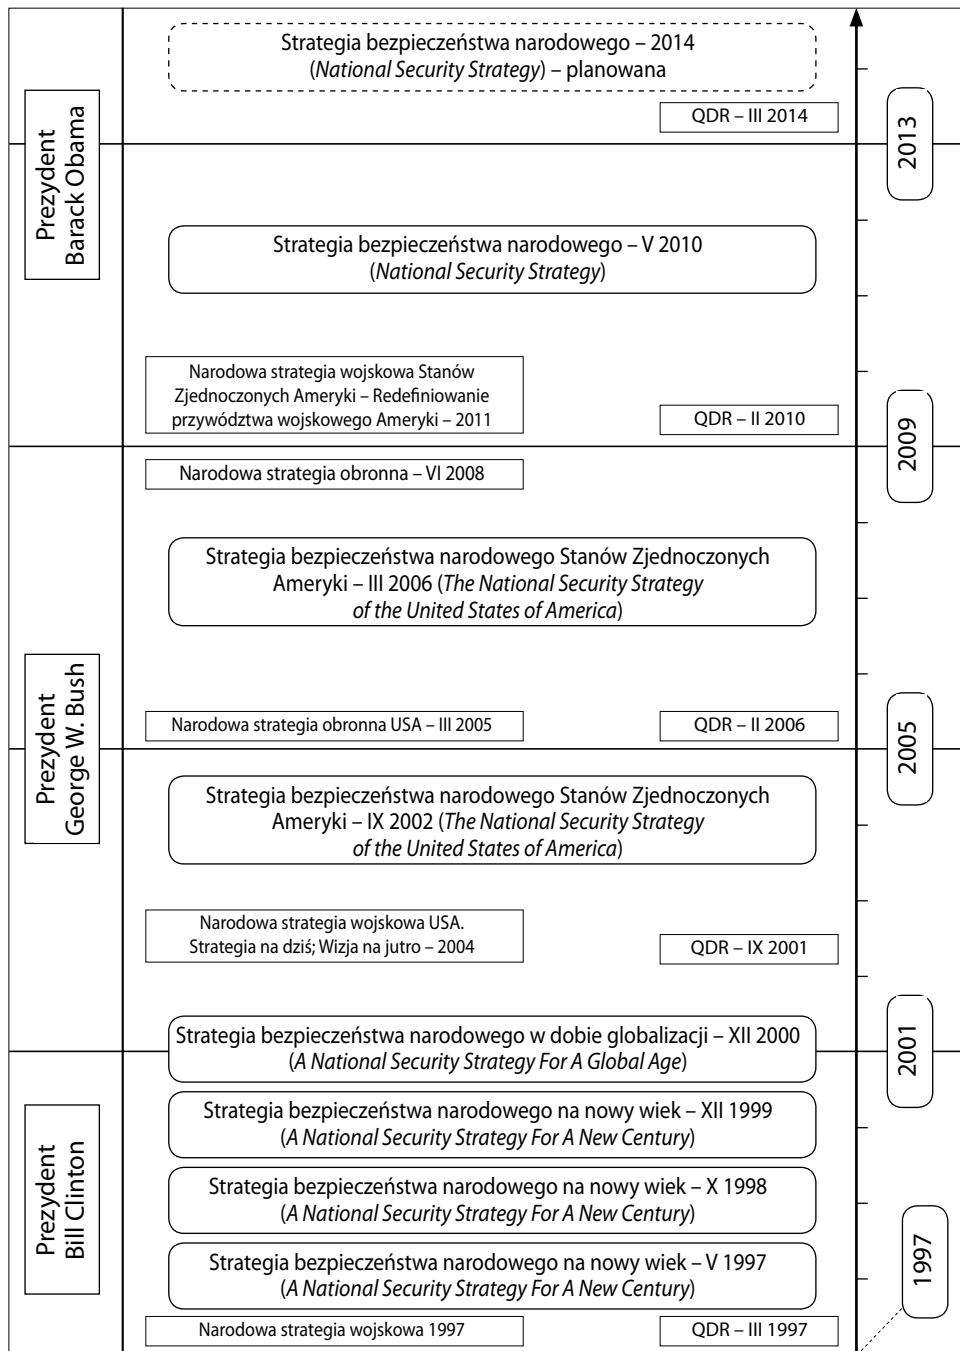 Strategia bezpieczeństwa narodowego – 2014
(National Security Strategy) – planowana
QDR – III 2014
2013
Prezydent
Barack Obama
Strategia bezpieczeństwa narodowego – V 2010
(National Security Strategy)
Narodowa strategia wojskowa Stanów
Zjednoczonych Ameryki – Redefiniowanie
przywództwa wojskowego Ameryki – 2011
QDR – II 2010
2009
Narodowa strategia obronna – VI 2008
Strategia bezpieczeństwa narodowego Stanów Zjednoczonych
Ameryki – III 2006 (The National Security Strategy
of the United States of America)
Prezydent
George W. Bush
Narodowa strategia obronna USA – III 2005
QDR – II 2006
2005
Strategia bezpieczeństwa narodowego Stanów Zjednoczonych
Ameryki – IX 2002 (The National Security Strategy
of the United States of America)
Narodowa strategia wojskowa USA.
Strategia na dziś; Wizja na jutro – 2004
QDR – IX 2001
2001
Strategia bezpieczeństwa narodowego w dobie globalizacji – XII 2000
(A National Security Strategy For A Global Age)
Strategia bezpieczeństwa narodowego na nowy wiek – XII 1999
(A National Security Strategy For A New Century)
Prezydent
Bill Clinton
Strategia bezpieczeństwa narodowego na nowy wiek – X 1998
(A National Security Strategy For A New Century)
Strategia bezpieczeństwa narodowego na nowy wiek – V 1997
(A National Security Strategy For A New Century)
1997
Narodowa strategia wojskowa 1997
QDR – III 1997